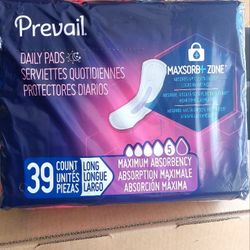 Prevail.
DAILY PADS
SERVIETTES QUOTIDIENNES
PROTECTORES DIARIOS
MAXSORB+ ZONE
39
COUNT
UNITÉS
PIEZAS
LONG
LONGUE
LARGO
5
MAXIMUM ABSORBENCY
ABSORPTION MAXIMALE
ABSORCIÓN MÁXIMA